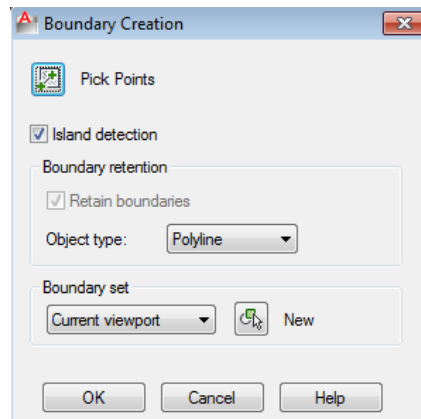 Boundary Creation
Pick Points
Island detection
Boundary retention
Retain boundaries
Object type: Polyline
Boundary set
Current viewport New
OK Cancel Help